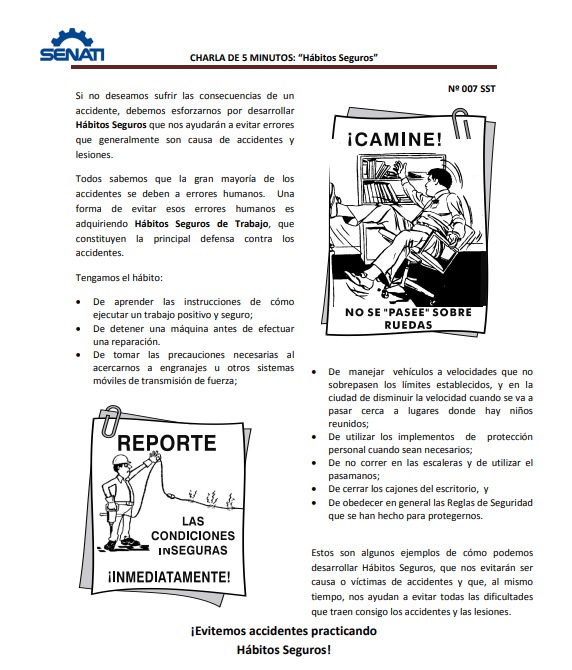 SENATI
CHARLA DE 5 MINUTOS: “Hábitos Seguros”
Nº 007 SST
Si no deseamos sufrir las consecuencias de un
accidente, debemos esforzarnos por desarrollar
Hábitos Seguros que nos ayudarán a evitar errores
que generalmente son causa de accidentes y
lesiones.
Todos sabemos que la gran mayoría de los
accidentes se deben a errores humanos. Una
forma de evitar esos errores humanos es
adquiriendo Hábitos Seguros de Trabajo, que
constituyen la principal defensa contra los
accidentes.
Tengamos el hábito:
• De aprender las instrucciones de cómo
ejecutar un trabajo positivo y seguro;
• De detener una máquina antes de efectuar
una reparación.
• De tomar las precauciones necesarias al
acercarnos a engranajes u otros sistemas
móviles de transmisión de fuerza;
REPORTE
LAS
CONDICIONES
INSEGURAS
¡INMEDIATAMENTE!
¡CAMINE!
NO SE "PASEE" SOBRE
RUEDAS
• De manejar vehículos a velocidades que no
sobrepasen los límites establecidos, y en la
ciudad de disminuir la velocidad cuando se va a
pasar cerca a lugares donde hay niños
reunidos;
• De utilizar los implementos de protección
personal cuando sean necesarios;
• De no correr en las escaleras y de utilizar el
pasamanos;
• De cerrar los cajones del escritorio, y
• De obedecer en general las Reglas de Seguridad
que se han hecho para protegernos.
Estos son algunos ejemplos de cómo podemos
desarrollar Hábitos Seguros, que nos evitarán ser
causa o víctimas de accidentes y que, al mismo
tiempo, nos ayudan a evitar todas las dificultades
que traen consigo los accidentes y las lesiones.
¡Evitemos accidentes practicando
Hábitos Seguros!